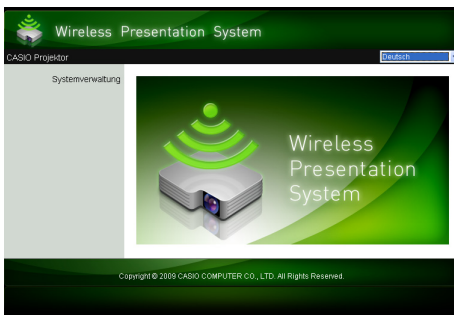 Wireless Presentation System
CASIO Projektor
Deutsch
Systemverwaltung
Wireless
Presentation
System
Copyright © 2009 CASIO COMPUTER CO., LTD. All Rights Reserved.